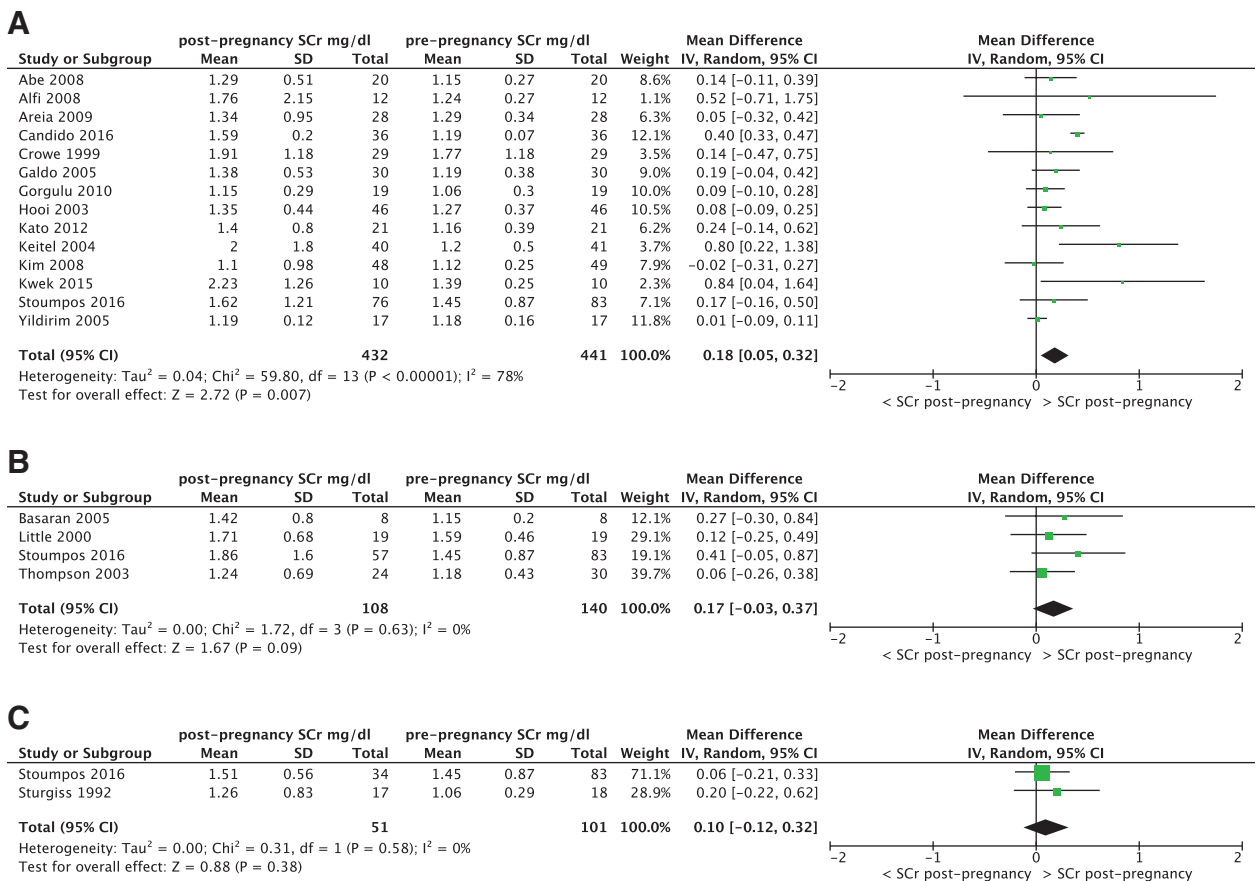 A
post-pregnancy SCr mg/dl pre-pregnancy SCr mg/dl Mean Difference Mean Difference
Study or Subgroup Mean SD Total Mean SD Total Weight IV, Random, 95% CI IV, Random, 95% CI
Abe 2008 1.29 0.51 20 1.15 0.27 20 8.6% 0.14 [−0.11, 0.39]
Alfi 2008 1.76 2.15 12 1.24 0.27 12 1.1% 0.52 [−0.71, 1.75]
Areia 2009 1.34 0.95 28 1.29 0.34 28 6.3% 0.05 [−0.32, 0.42]
Candido 2016 1.59 0.2 36 1.19 0.07 36 12.1% 0.40 [0.33, 0.47]
Crowe 1999 1.91 1.18 29 1.77 1.18 29 3.5% 0.14 [−0.47, 0.75]
Galdo 2005 1.38 0.53 30 1.19 0.38 30 9.0% 0.19 [−0.04, 0.42]
Gorgulu 2010 1.15 0.29 19 1.06 0.3 19 10.0% 0.09 [−0.10, 0.28]
Hooi 2003 1.35 0.44 46 1.27 0.37 46 10.5% 0.08 [−0.09, 0.25]
Kato 2012 1.4 0.8 21 1.16 0.39 21 6.2% 0.24 [−0.14, 0.62]
Keitel 2004 2 1.8 40 1.2 0.5 41 3.7% 0.80 [0.22, 1.38]
Kim 2008 1.1 0.98 48 1.12 0.25 49 7.9% −0.02 [−0.31, 0.27]
Kwek 2015 2.23 1.26 10 1.39 0.25 10 2.3% 0.84 [0.04, 1.64]
Stoumpos 2016 1.62 1.21 76 1.45 0.87 83 7.1% 0.17 [−0.16, 0.50]
Yildirim 2005 1.19 0.12 17 1.18 0.16 17 11.8% 0.01 [−0.09, 0.11]
Total (95% CI) 432 441 100.0% 0.18 [0.05, 0.32]
Heterogeneity: Tau² = 0.04; Chi² = 59.80, df = 13 (P < 0.00001); I² = 78%
Test for overall effect: Z = 2.72 (P = 0.007)
−2 −1 0 1 2
< SCr post-pregnancy > SCr post-pregnancy
B
post-pregnancy SCr mg/dl pre-pregnancy SCr mg/dl Mean Difference Mean Difference
Study or Subgroup Mean SD Total Mean SD Total Weight IV, Random, 95% CI IV, Random, 95% CI
Basaran 2005 1.42 0.8 8 1.15 0.2 8 12.1% 0.27 [−0.30, 0.84]
Little 2000 1.71 0.68 19 1.59 0.46 19 29.1% 0.12 [−0.25, 0.49]
Stoumpos 2016 1.86 1.6 57 1.45 0.87 83 19.1% 0.41 [−0.05, 0.87]
Thompson 2003 1.24 0.69 24 1.18 0.43 30 39.7% 0.06 [−0.26, 0.38]
Total (95% CI) 108 140 100.0% 0.17 [−0.03, 0.37]
Heterogeneity: Tau² = 0.00; Chi² = 1.72, df = 3 (P = 0.63); I² = 0%
Test for overall effect: Z = 1.67 (P = 0.09)
−2 −1 0 1 2
< SCr post-pregnancy > SCr post-pregnancy
C
post-pregnancy SCr mg/dl pre-pregnancy SCr mg/dl Mean Difference Mean Difference
Study or Subgroup Mean SD Total Mean SD Total Weight IV, Random, 95% CI IV, Random, 95% CI
Stoumpos 2016 1.51 0.56 34 1.45 0.87 83 71.1% 0.06 [−0.21, 0.33]
Sturgiss 1992 1.26 0.83 17 1.06 0.29 18 28.9% 0.20 [−0.22, 0.62]
Total (95% CI) 51 101 100.0% 0.10 [−0.12, 0.32]
Heterogeneity: Tau² = 0.00; Chi² = 0.31, df = 1 (P = 0.58); I² = 0%
Test for overall effect: Z = 0.88 (P = 0.38)
−2 −1 0 1 2
< SCr post-pregnancy > SCr post-pregnancy